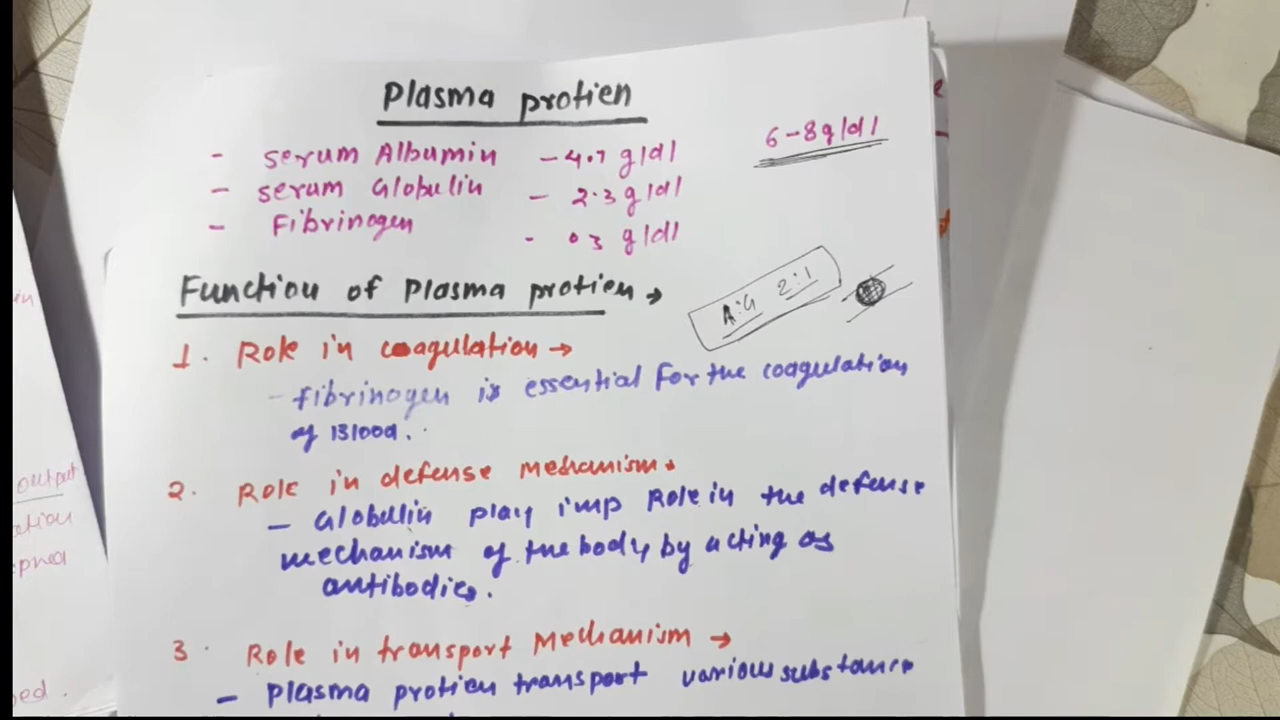 Plasma protien
6-8g/dl
- serum Albumin - 4.7 g/dl
- serum Globulin - 2.3 g/dl
- Fibrinogen - 03 g/dl
Function of Plasma protien →
A:G 2:1
1. Role in coagulation →
- fibrinogen is essential for the coagulation
of Blood.
2. Role in defense Mechanism.
- Globulin play imp Role in the defense
mechanism of the body by acting as
antibodies.
3. Role in transport Mechanism →
- Plasma protien transport various substance
output